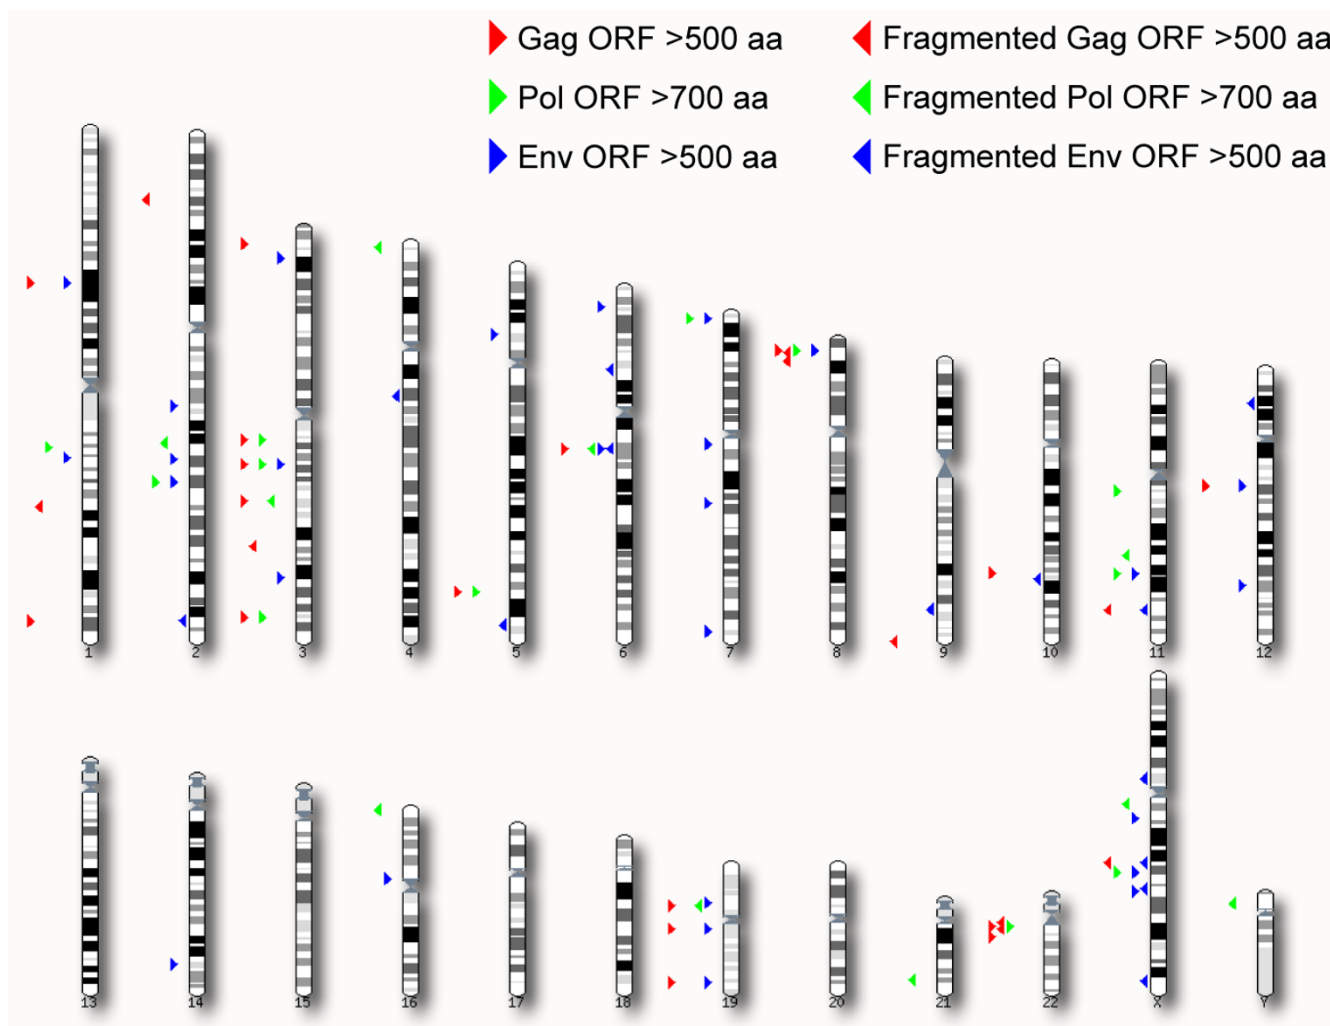 Gag ORF >500 aa Fragmented Gag ORF >500 aa
Pol ORF >700 aa Fragmented Pol ORF >700 aa
Env ORF >500 aa Fragmented Env ORF >500 aa
1 2 3 4 5 6 7 8 9 10 11 12
13 14 15 16 17 18 19 20 21 22 X Y